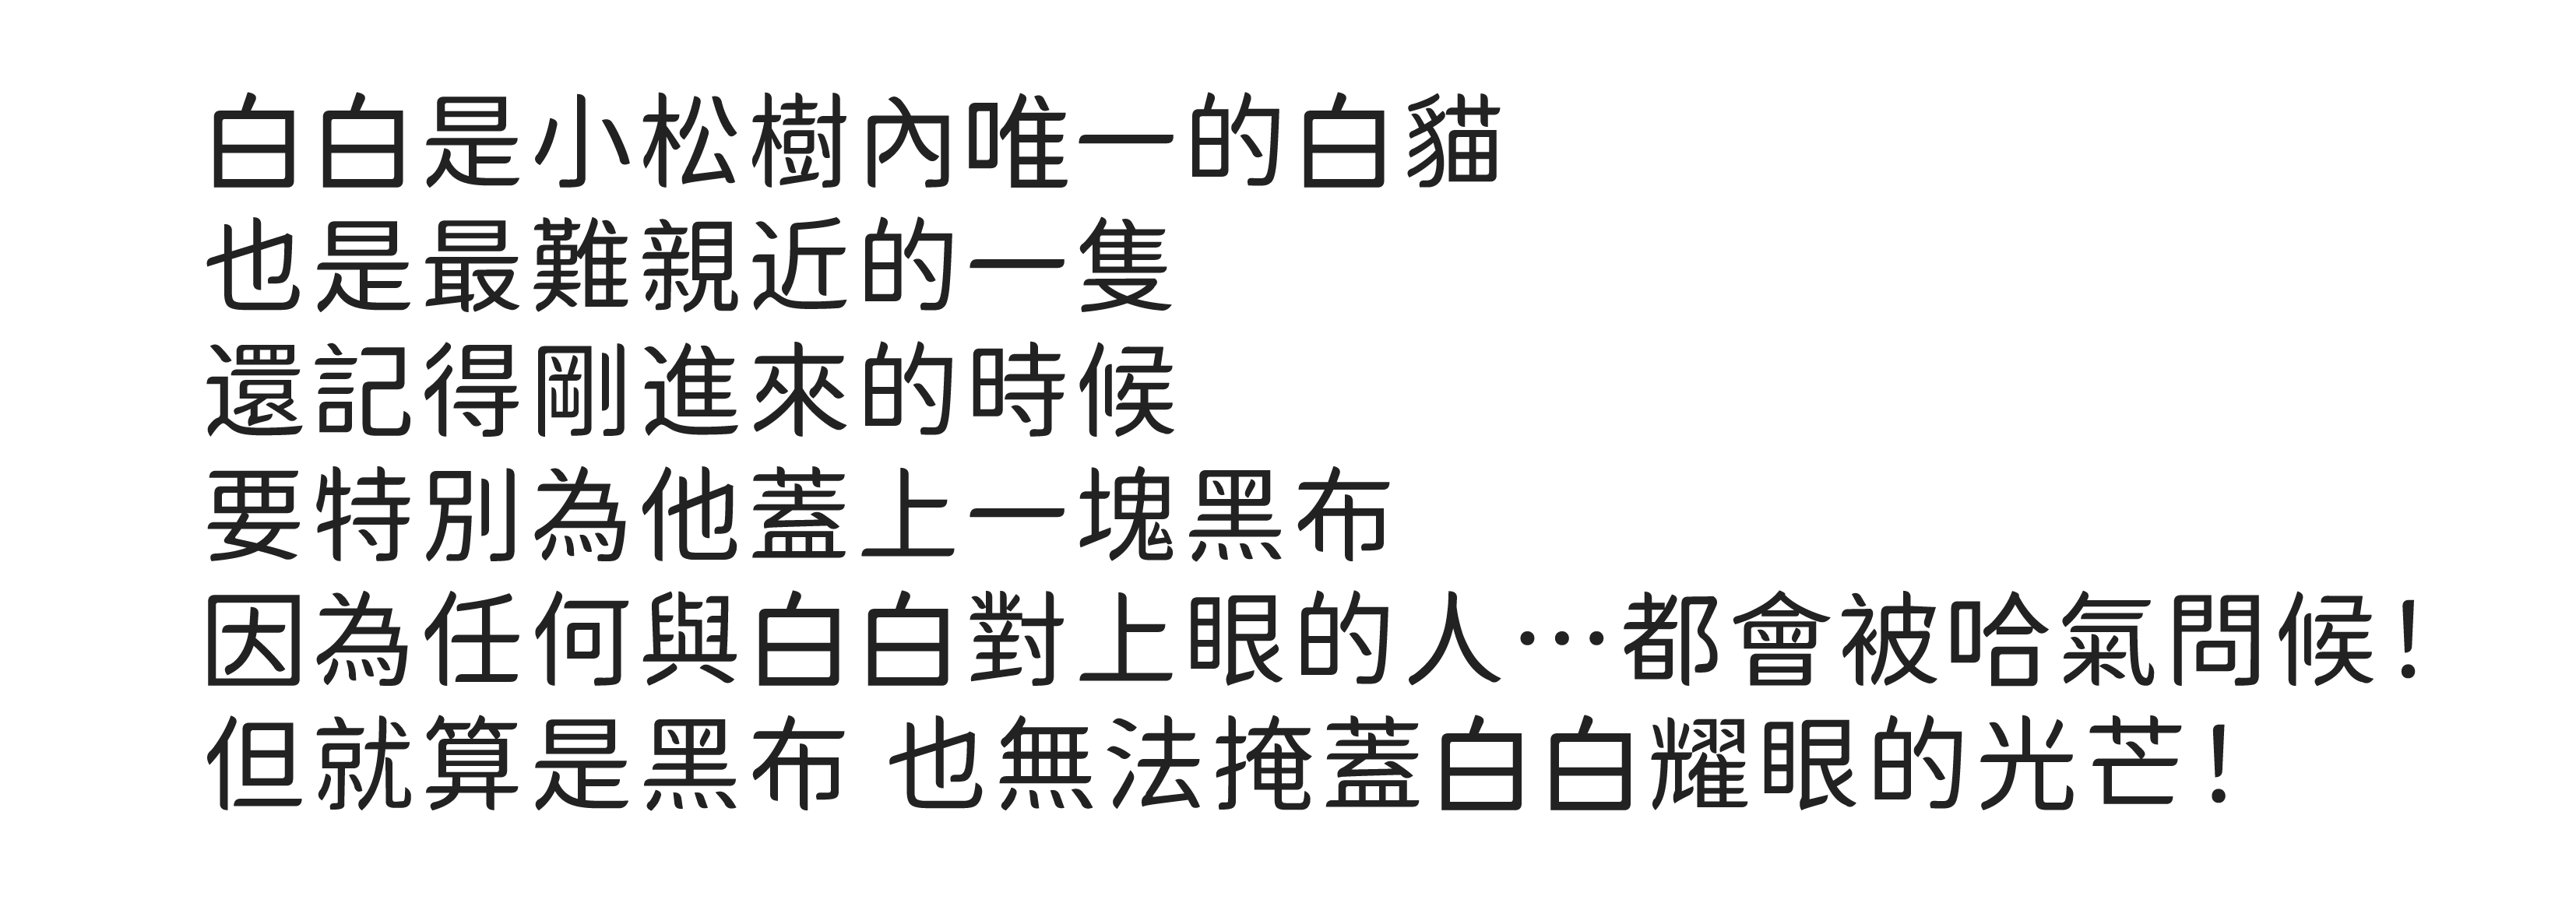 白白是小松樹內唯一的白貓
也是最難親近的一隻
還記得剛進來的時候
要特別為他蓋上一塊黑布
因為任何與白白對上眼的人⋯都會被哈氣問候！
但就算是黑布 也無法掩蓋白白耀眼的光芒！